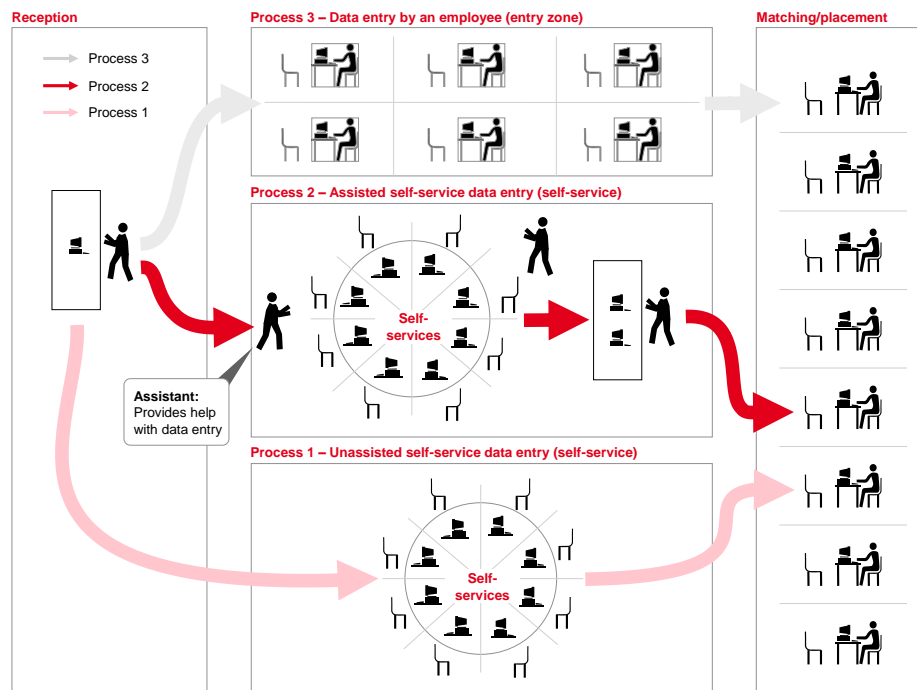 Reception
Process 3
Process 2
Process 1
Process 3 – Data entry by an employee (entry zone)
Matching/placement
Process 2 – Assisted self-service data entry (self-service)
Self-
services
Assistant:
Provides help
with data entry
Process 1 – Unassisted self-service data entry (self-service)
Self-
services